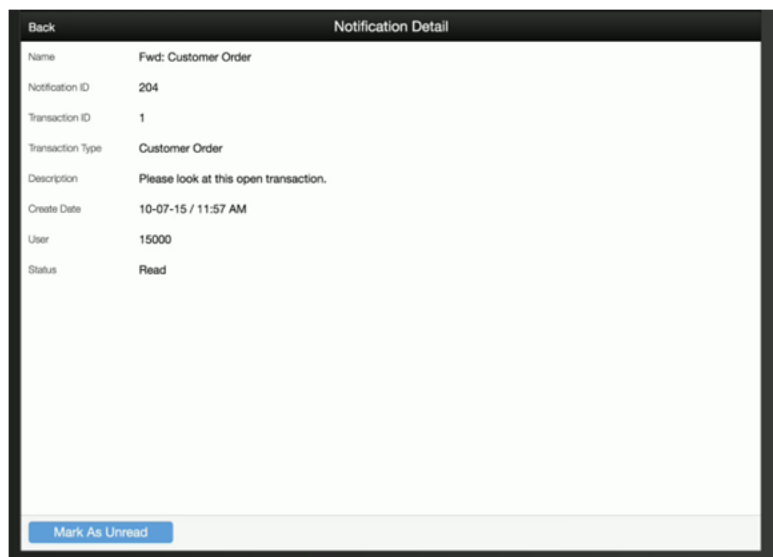 Back Notification Detail
Name Fwd: Customer Order
Notification ID 204
Transaction ID 1
Transaction Type Customer Order
Description Please look at this open transaction.
Create Date 10-07-15 / 11:57 AM
User 15000
Status Read
Mark As Unread